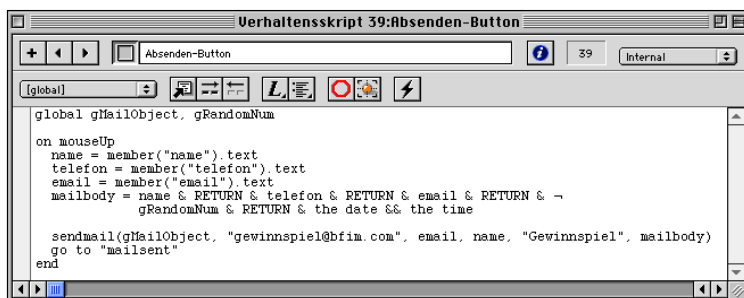 Verhaltensskript 39:Absenden-Button
Absenden-Button
39
Internal
[global]
global gMailObject, gRandomNum
on mouseUp
name = member("name").text
telefon = member("telefon").text
email = member("email").text
mailbody = name & RETURN & telefon & RETURN & email & RETURN & ¬
gRandomNum & RETURN & the date && the time
sendmail(gMailObject, "gewinnspiel@bfim.com", email, name, "Gewinnspiel", mailbody)
go to "mailsent"
end